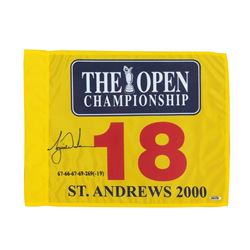 THE OPEN
CHAMPIONSHIP
18
67-66-67-69-269(-19)
ST. ANDREWS 2000